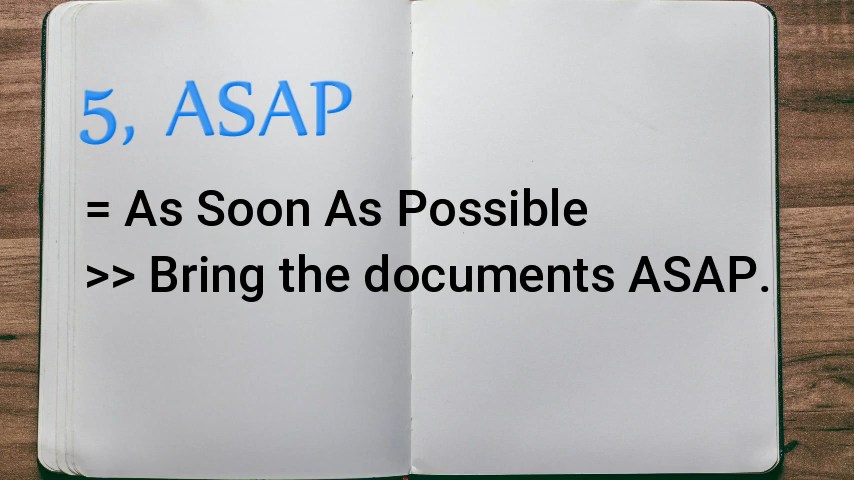 5, ASAP
= As Soon As Possible
>> Bring the documents ASAP.